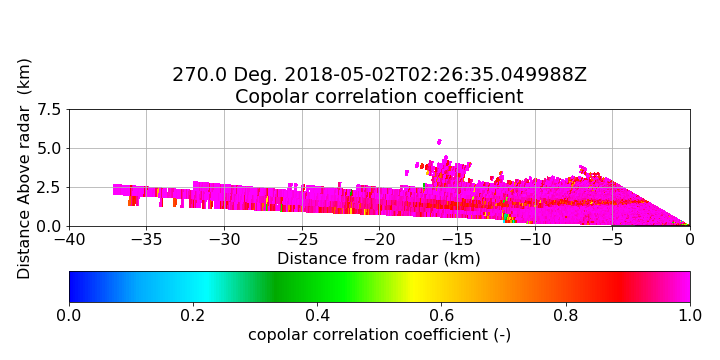 270.0 Deg. 2018-05-02T02:26:35.049988Z
Copolar correlation coefficient
Distance Above radar (km)
7.5
5.0
2.5
0.0
−40 −35 −30 −25 −20 −15 −10 −5 0
Distance from radar (km)
0.0 0.2 0.4 0.6 0.8 1.0
copolar correlation coefficient (-)